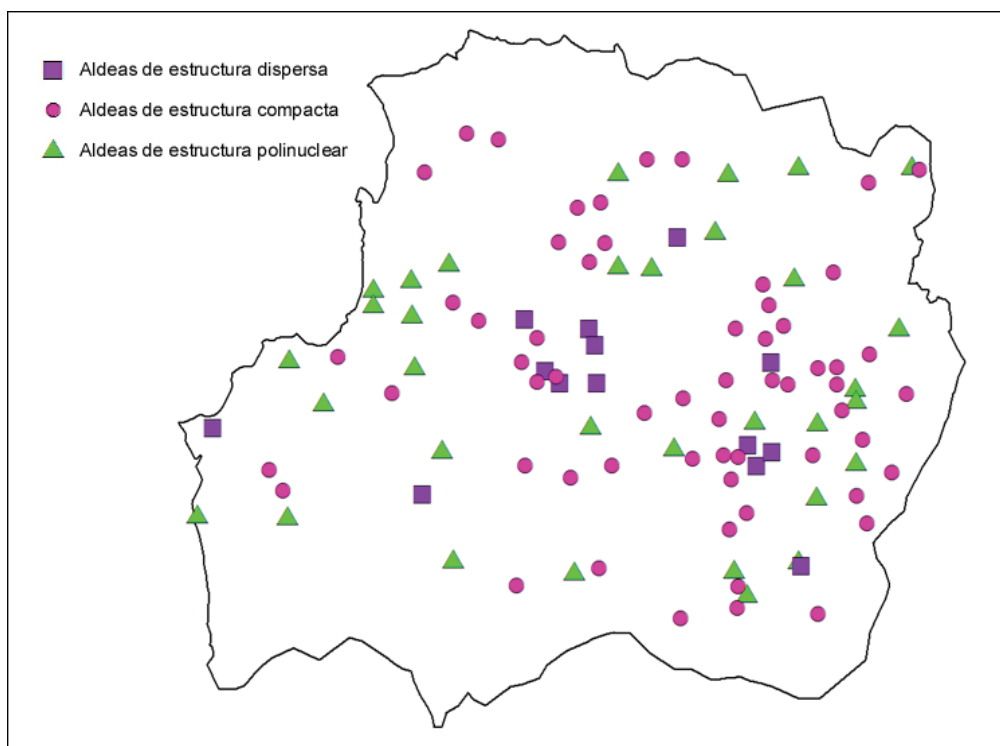 Aldeas de estructura dispersa
Aldeas de estructura compacta
Aldeas de estructura polinuclear